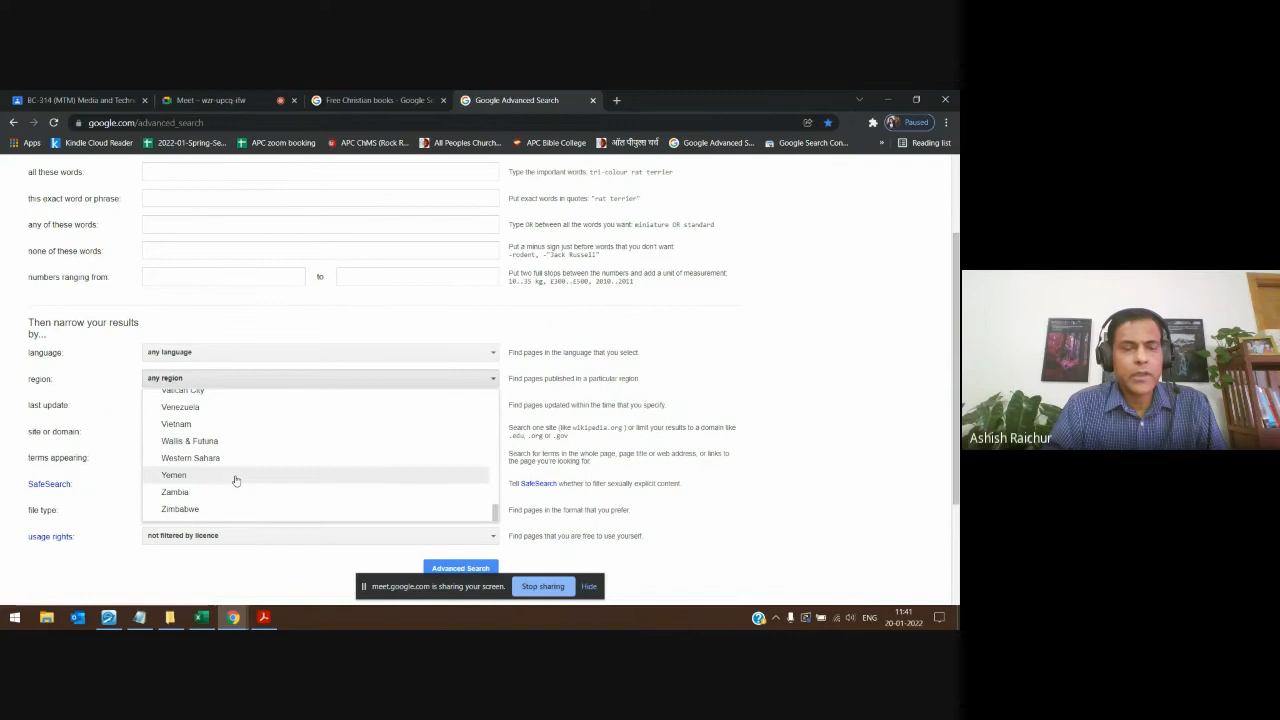 BC-314 (MTM) Media and Techn
Meet – wzr-upcq-ifw
Free Christian books - Google Se
Google Advanced Search
google.com/advanced_search
Paused
Apps
Kindle Cloud Reader
2022-01-Spring-Se...
APC zoom booking
APC ChMS (Rock R...
All Peoples Church...
APC Bible College
ऑल पीपुल्स चर्च
Google Advanced S...
Google Search Con...
»
Reading list
all these words:
Type the important words: tri-colour rat terrier
this exact word or phrase:
Put exact words in quotes: "rat terrier"
any of these words:
Type OR between all the words you want: miniature OR standard
none of these words:
Put a minus sign just before words that you don't want:
-rodent, -"Jack Russell"
numbers ranging from:
to
Put two full stops between the numbers and add a unit of measurement:
10..35 kg, £300..£500, 2010..2011
Then narrow your results
by...
language:
any language
Find pages in the language that you select.
region:
any region
Find pages published in a particular region.
Vatican City
last update:
Venezuela
Find pages updated within the time that you specify.
site or domain:
Vietnam
Search one site (like wikipedia.org ) or limit your results to a domain like
.edu, .org or .gov
Wallis & Futuna
terms appearing:
Western Sahara
Search for terms in the whole page, page title or web address, or links to
the page you're looking for.
Yemen
SafeSearch:
Tell SafeSearch whether to filter sexually explicit content.
Zambia
file type:
Zimbabwe
Find pages in the format that you prefer.
usage rights:
not filtered by licence
Find pages that you are free to use yourself.
Advanced Search
meet.google.com is sharing your screen.
Stop sharing
Hide
ENG
11:41
20-01-2022
Ashish Raichur